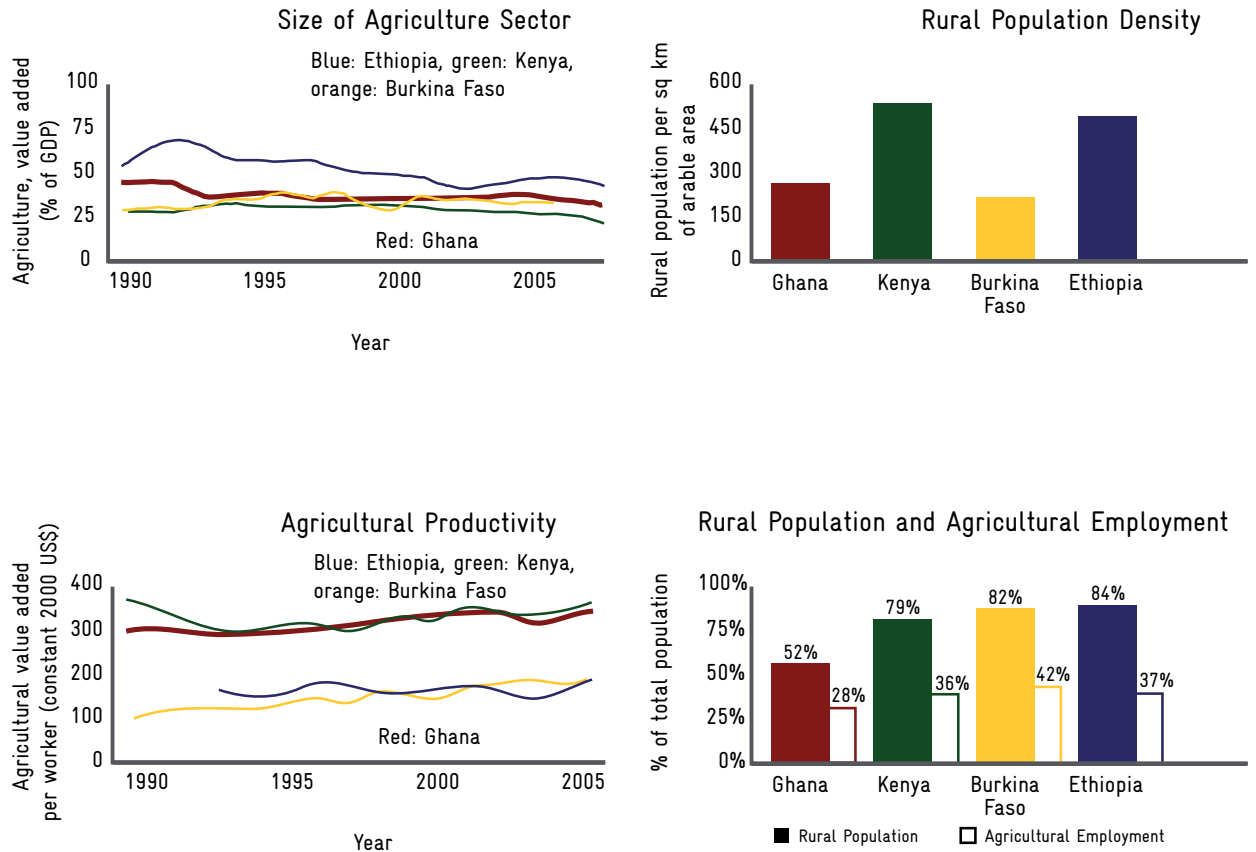 Size of Agriculture Sector
Blue: Ethiopia, green: Kenya,
orange: Burkina Faso
Agriculture, value added
(% of GDP)
100
75
50
25
0
Red: Ghana
1990
1995
2000
2005
Year
Rural Population Density
Rural population per sq km
of arable area
600
450
300
150
0
Ghana
Kenya
Burkina
Faso
Ethiopia
Agricultural Productivity
Blue: Ethiopia, green: Kenya,
orange: Burkina Faso
Agricultural value added
per worker (constant 2000 US$)
400
300
200
100
0
Red: Ghana
1990
1995
2000
2005
Year
Rural Population and Agricultural Employment
% of total population
100%
75%
50%
25%
0%
52%
28%
79%
36%
82%
42%
84%
37%
Ghana
Kenya
Burkina
Faso
Ethiopia
Rural Population
Agricultural Employment